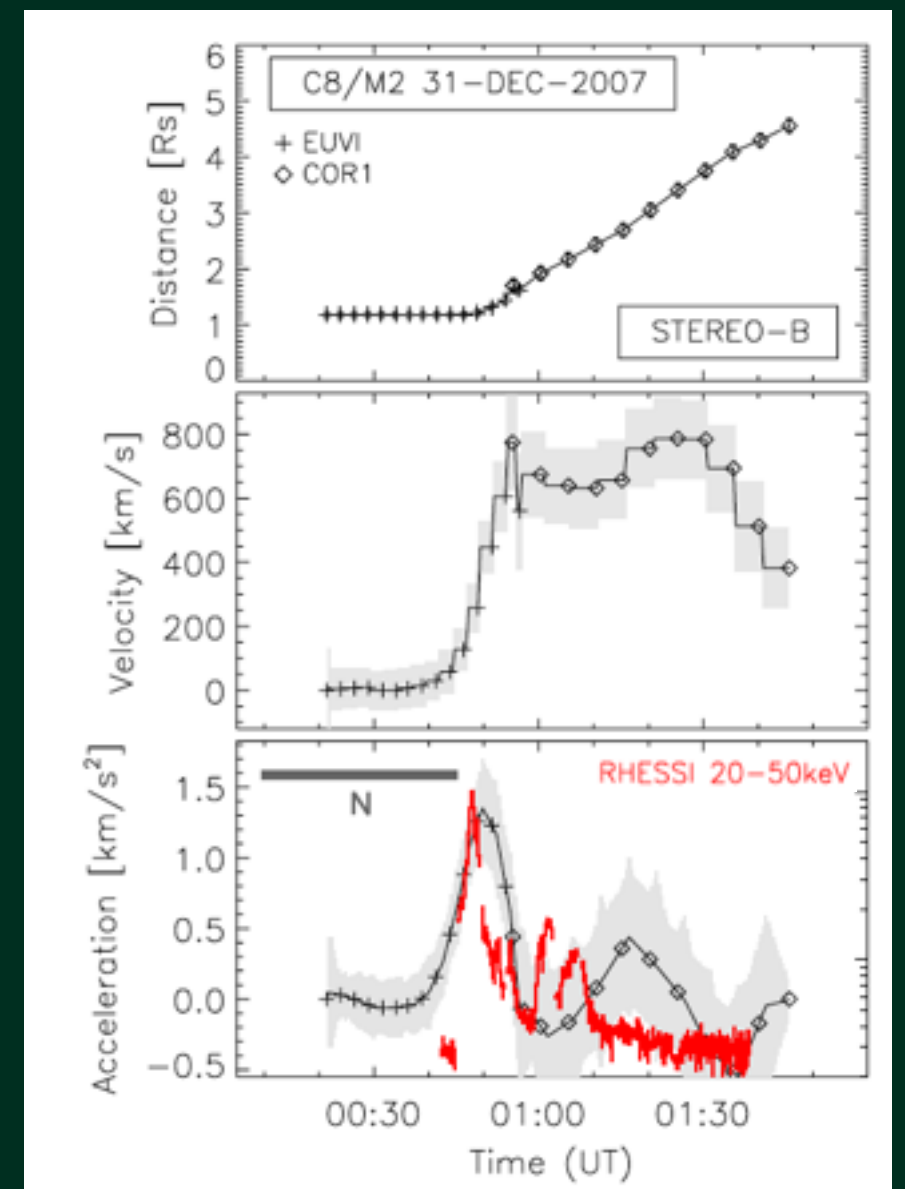 6
5
4
3
2
1
0
Distance [Rs]
C8/M2 31-DEC-2007
+ EUVI
◇ COR1
STEREO-B
800
600
400
200
0
Velocity [km/s]
1.5
1.0
0.5
0.0
-0.5
Acceleration [km/s²]
N
RHESSI 20-50keV
00:30 01:00 01:30
Time (UT)